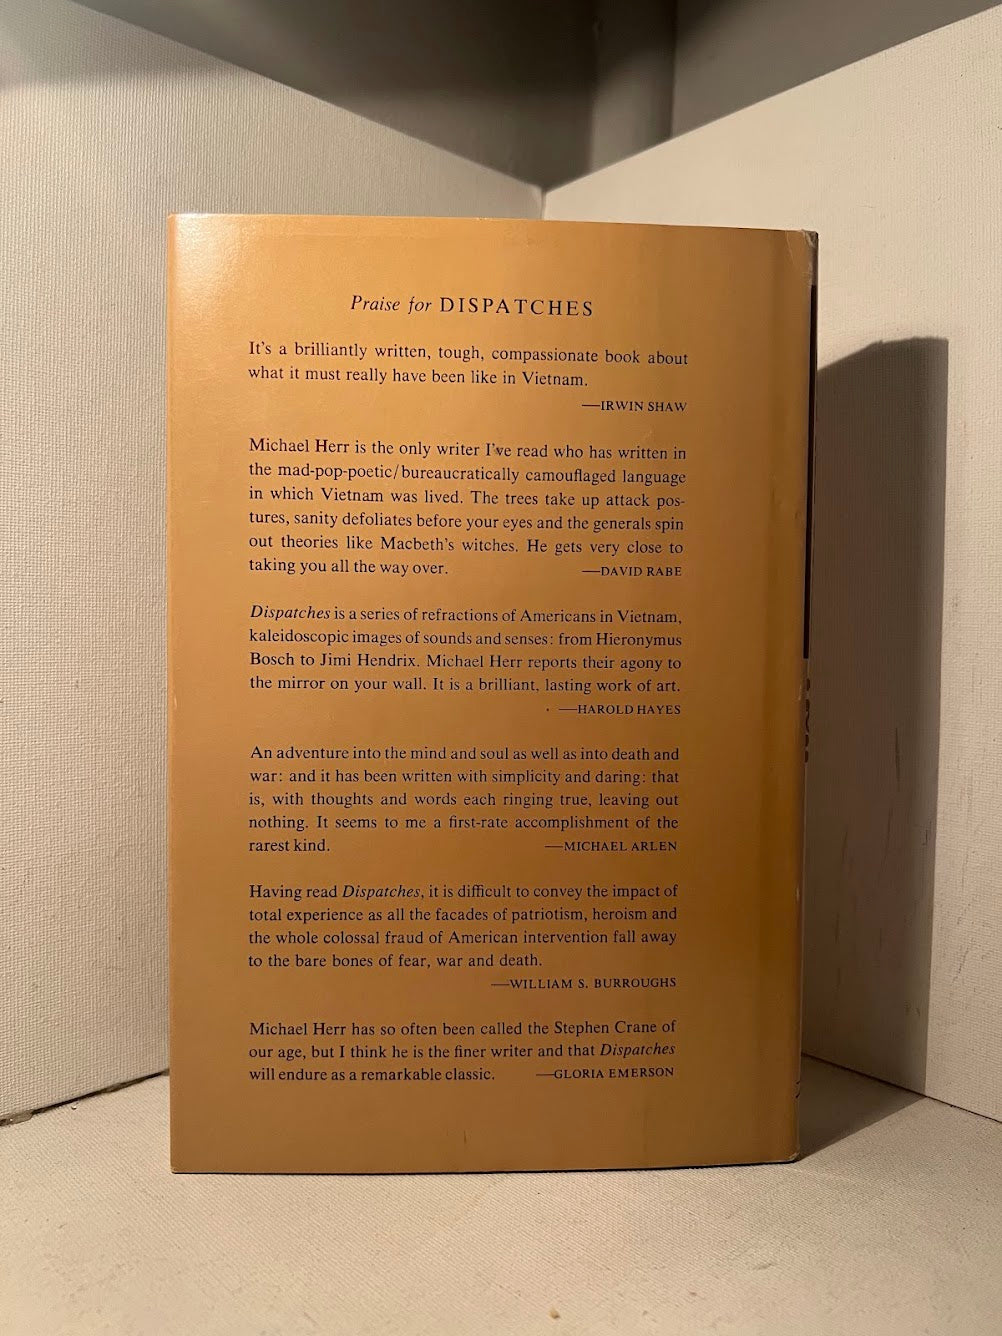 Praise for DISPATCHES
It's a brilliantly written, tough, compassionate book about
what it must really have been like in Vietnam.
—IRWIN SHAW
Michael Herr is the only writer I've read who has written in
the mad-pop-poetic/bureaucratically camouflaged language
in which Vietnam was lived. The trees take up attack pos-
tures, sanity defoliates before your eyes and the generals spin
out theories like Macbeth's witches. He gets very close to
taking you all the way over. —DAVID RABE
Dispatches is a series of refractions of Americans in Vietnam,
kaleidoscopic images of sounds and senses: from Hieronymus
Bosch to Jimi Hendrix. Michael Herr reports their agony to
the mirror on your wall. It is a brilliant, lasting work of art.
—HAROLD HAYES
An adventure into the mind and soul as well as into death and
war: and it has been written with simplicity and daring: that
is, with thoughts and words each ringing true, leaving out
nothing. It seems to me a first-rate accomplishment of the
rarest kind. —MICHAEL ARLEN
Having read Dispatches, it is difficult to convey the impact of
total experience as all the facades of patriotism, heroism and
the whole colossal fraud of American intervention fall away
to the bare bones of fear, war and death.
—WILLIAM S. BURROUGHS
Michael Herr has so often been called the Stephen Crane of
our age, but I think he is the finer writer and that Dispatches
will endure as a remarkable classic. —GLORIA EMERSON